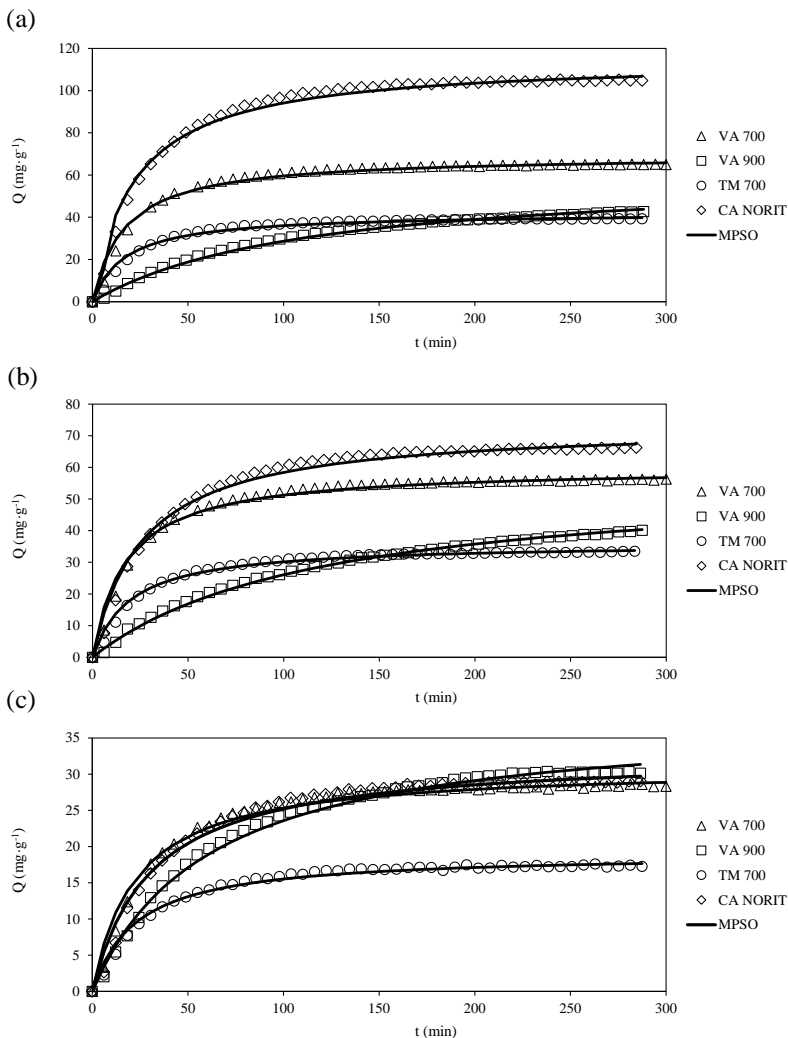 (a)
120
100
80
60
40
20
0
Q (mg·g-1)
0 50 100 150 200 250 300
t (min)
VA 700
VA 900
TM 700
CA NORIT
MPSO
(b)
80
70
60
50
40
30
20
10
0
Q (mg·g-1)
0 50 100 150 200 250 300
t (min)
VA 700
VA 900
TM 700
CA NORIT
MPSO
(c)
35
30
25
20
15
10
5
0
Q (mg·g-1)
0 50 100 150 200 250 300
t (min)
VA 700
VA 900
TM 700
CA NORIT
MPSO